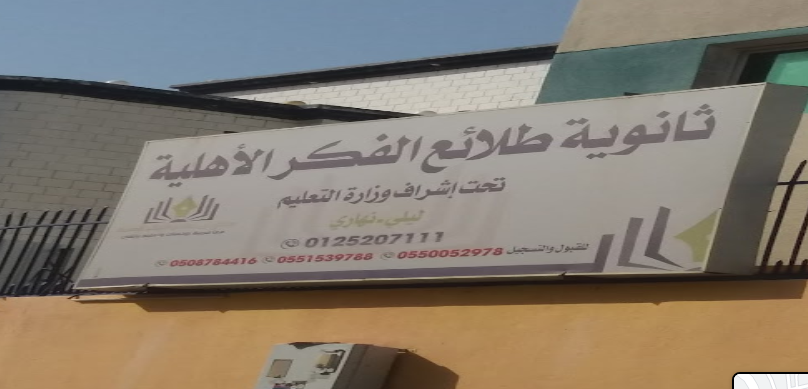 ثانوية طلائع الفكر الأهلية
تحت إشراف وزارة التعليم
ليلي - نهاري
0125207111
للقبول والتسجيل 0550052978 0551539788 0508784416